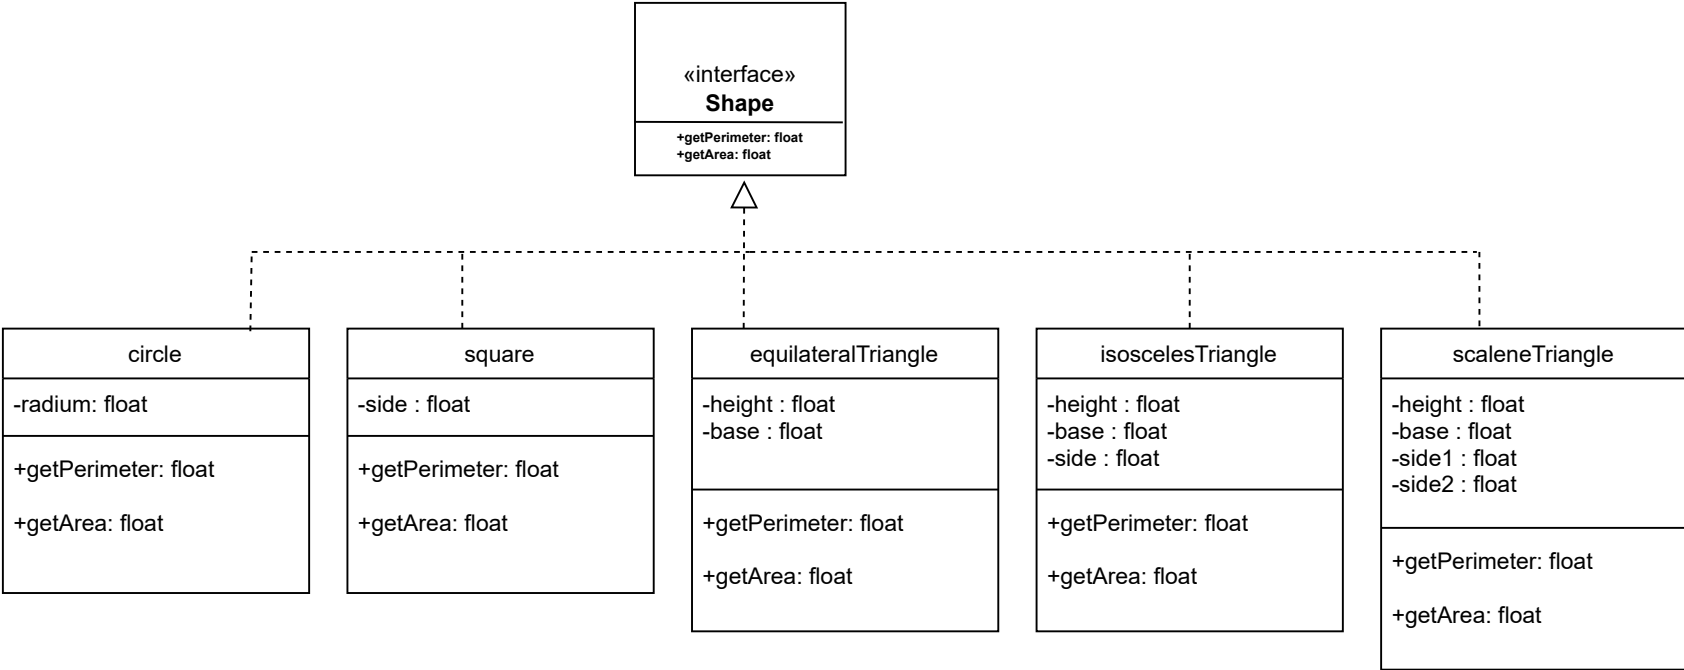 «interface»
Shape
+getPerimeter: float
+getArea: float
circle
-radium: float
+getPerimeter: float
+getArea: float
square
-side : float
+getPerimeter: float
+getArea: float
equilateralTriangle
-height : float
-base : float
+getPerimeter: float
+getArea: float
isoscelesTriangle
-height : float
-base : float
-side : float
+getPerimeter: float
+getArea: float
scaleneTriangle
-height : float
-base : float
-side1 : float
-side2 : float
+getPerimeter: float
+getArea: float